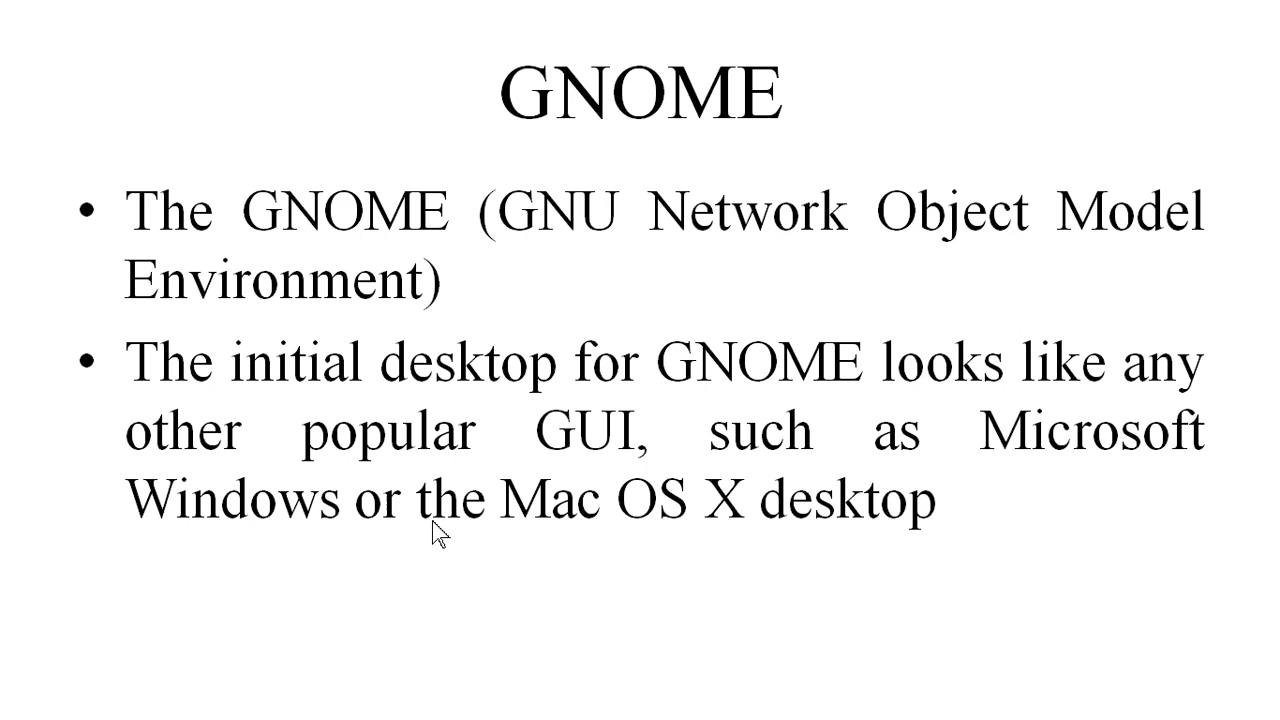 GNOME
• The GNOME (GNU Network Object Model
Environment)
• The initial desktop for GNOME looks like any
other popular GUI, such as Microsoft
Windows or the Mac OS X desktop